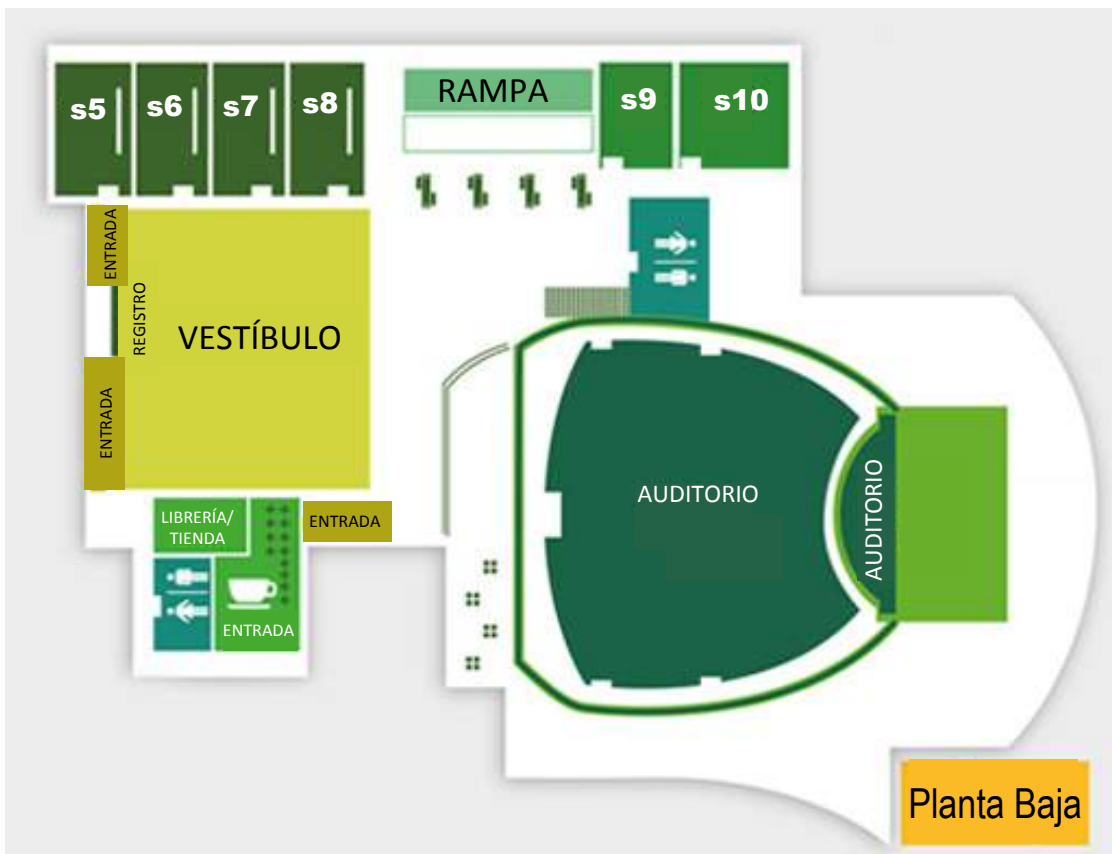 s5
s6
s7
s8
RAMPA
s9
s10
ENTRADA
REGISTRO
VESTÍBULO
ENTRADA
LIBRERÍA/
TIENDA
ENTRADA
ENTRADA
AUDITORIO
AUDITORIO
Planta Baja